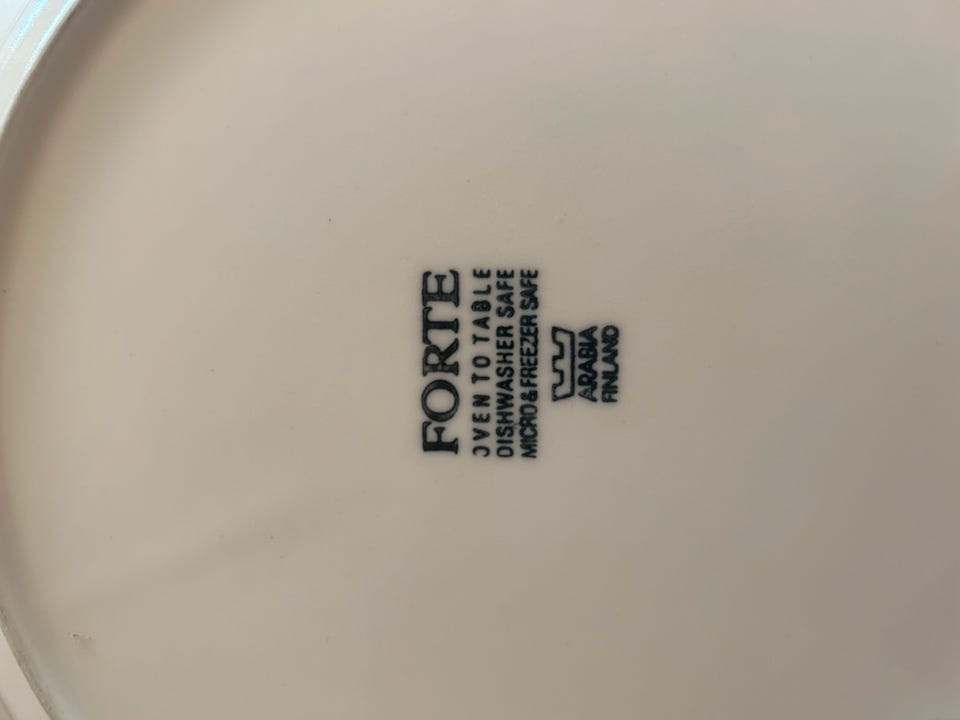 FORTE
OVEN TO TABLE
DISHWASHER SAFE
MICRO & FREEZER SAFE
ARABIA
FINLAND